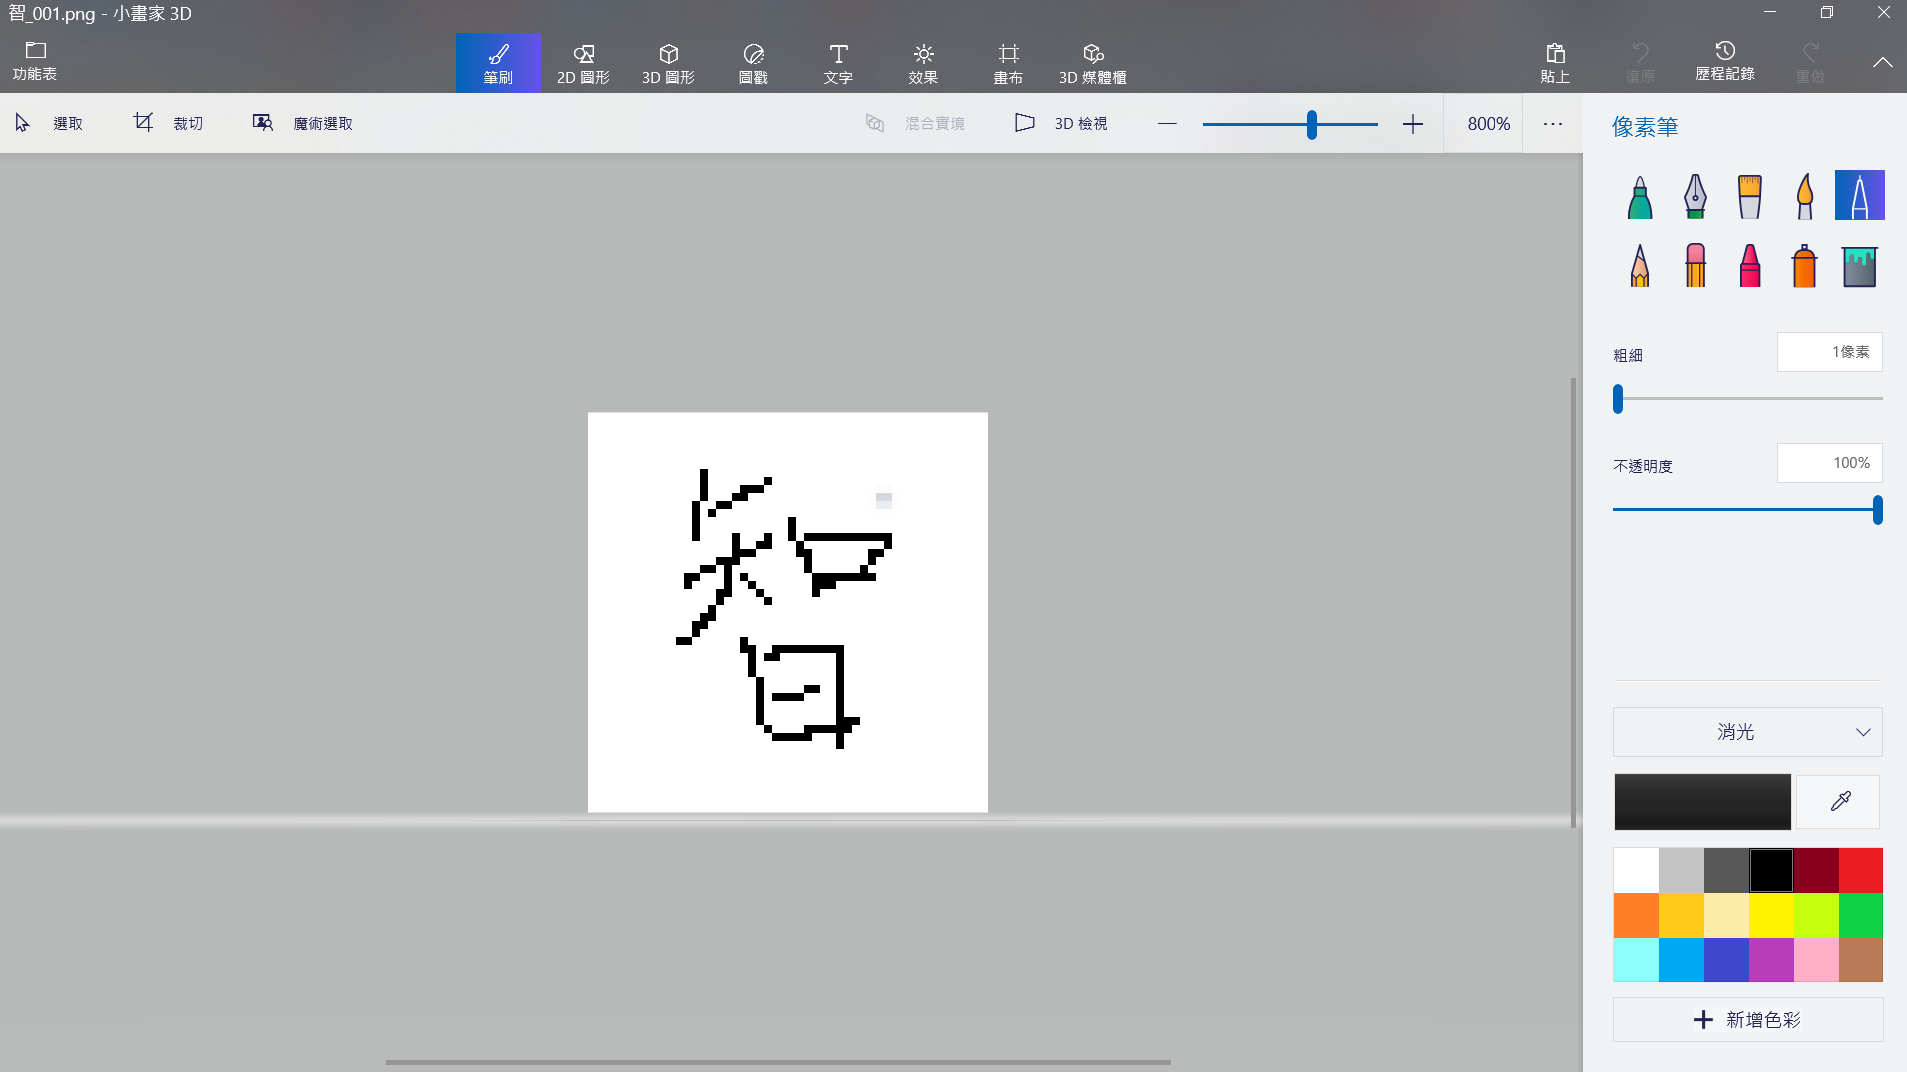 智_001.png - 小畫家 3D
功能表
筆刷 2D 圖形 3D 圖形 圖戳 文字 效果 畫布 3D 媒體櫃 貼上 復原 歷程記錄 重做
選取 裁切 魔術選取 混合實境 3D 檢視 800% ...
像素筆
粗細 1像素
不透明度 100%
智
消光
新增色彩